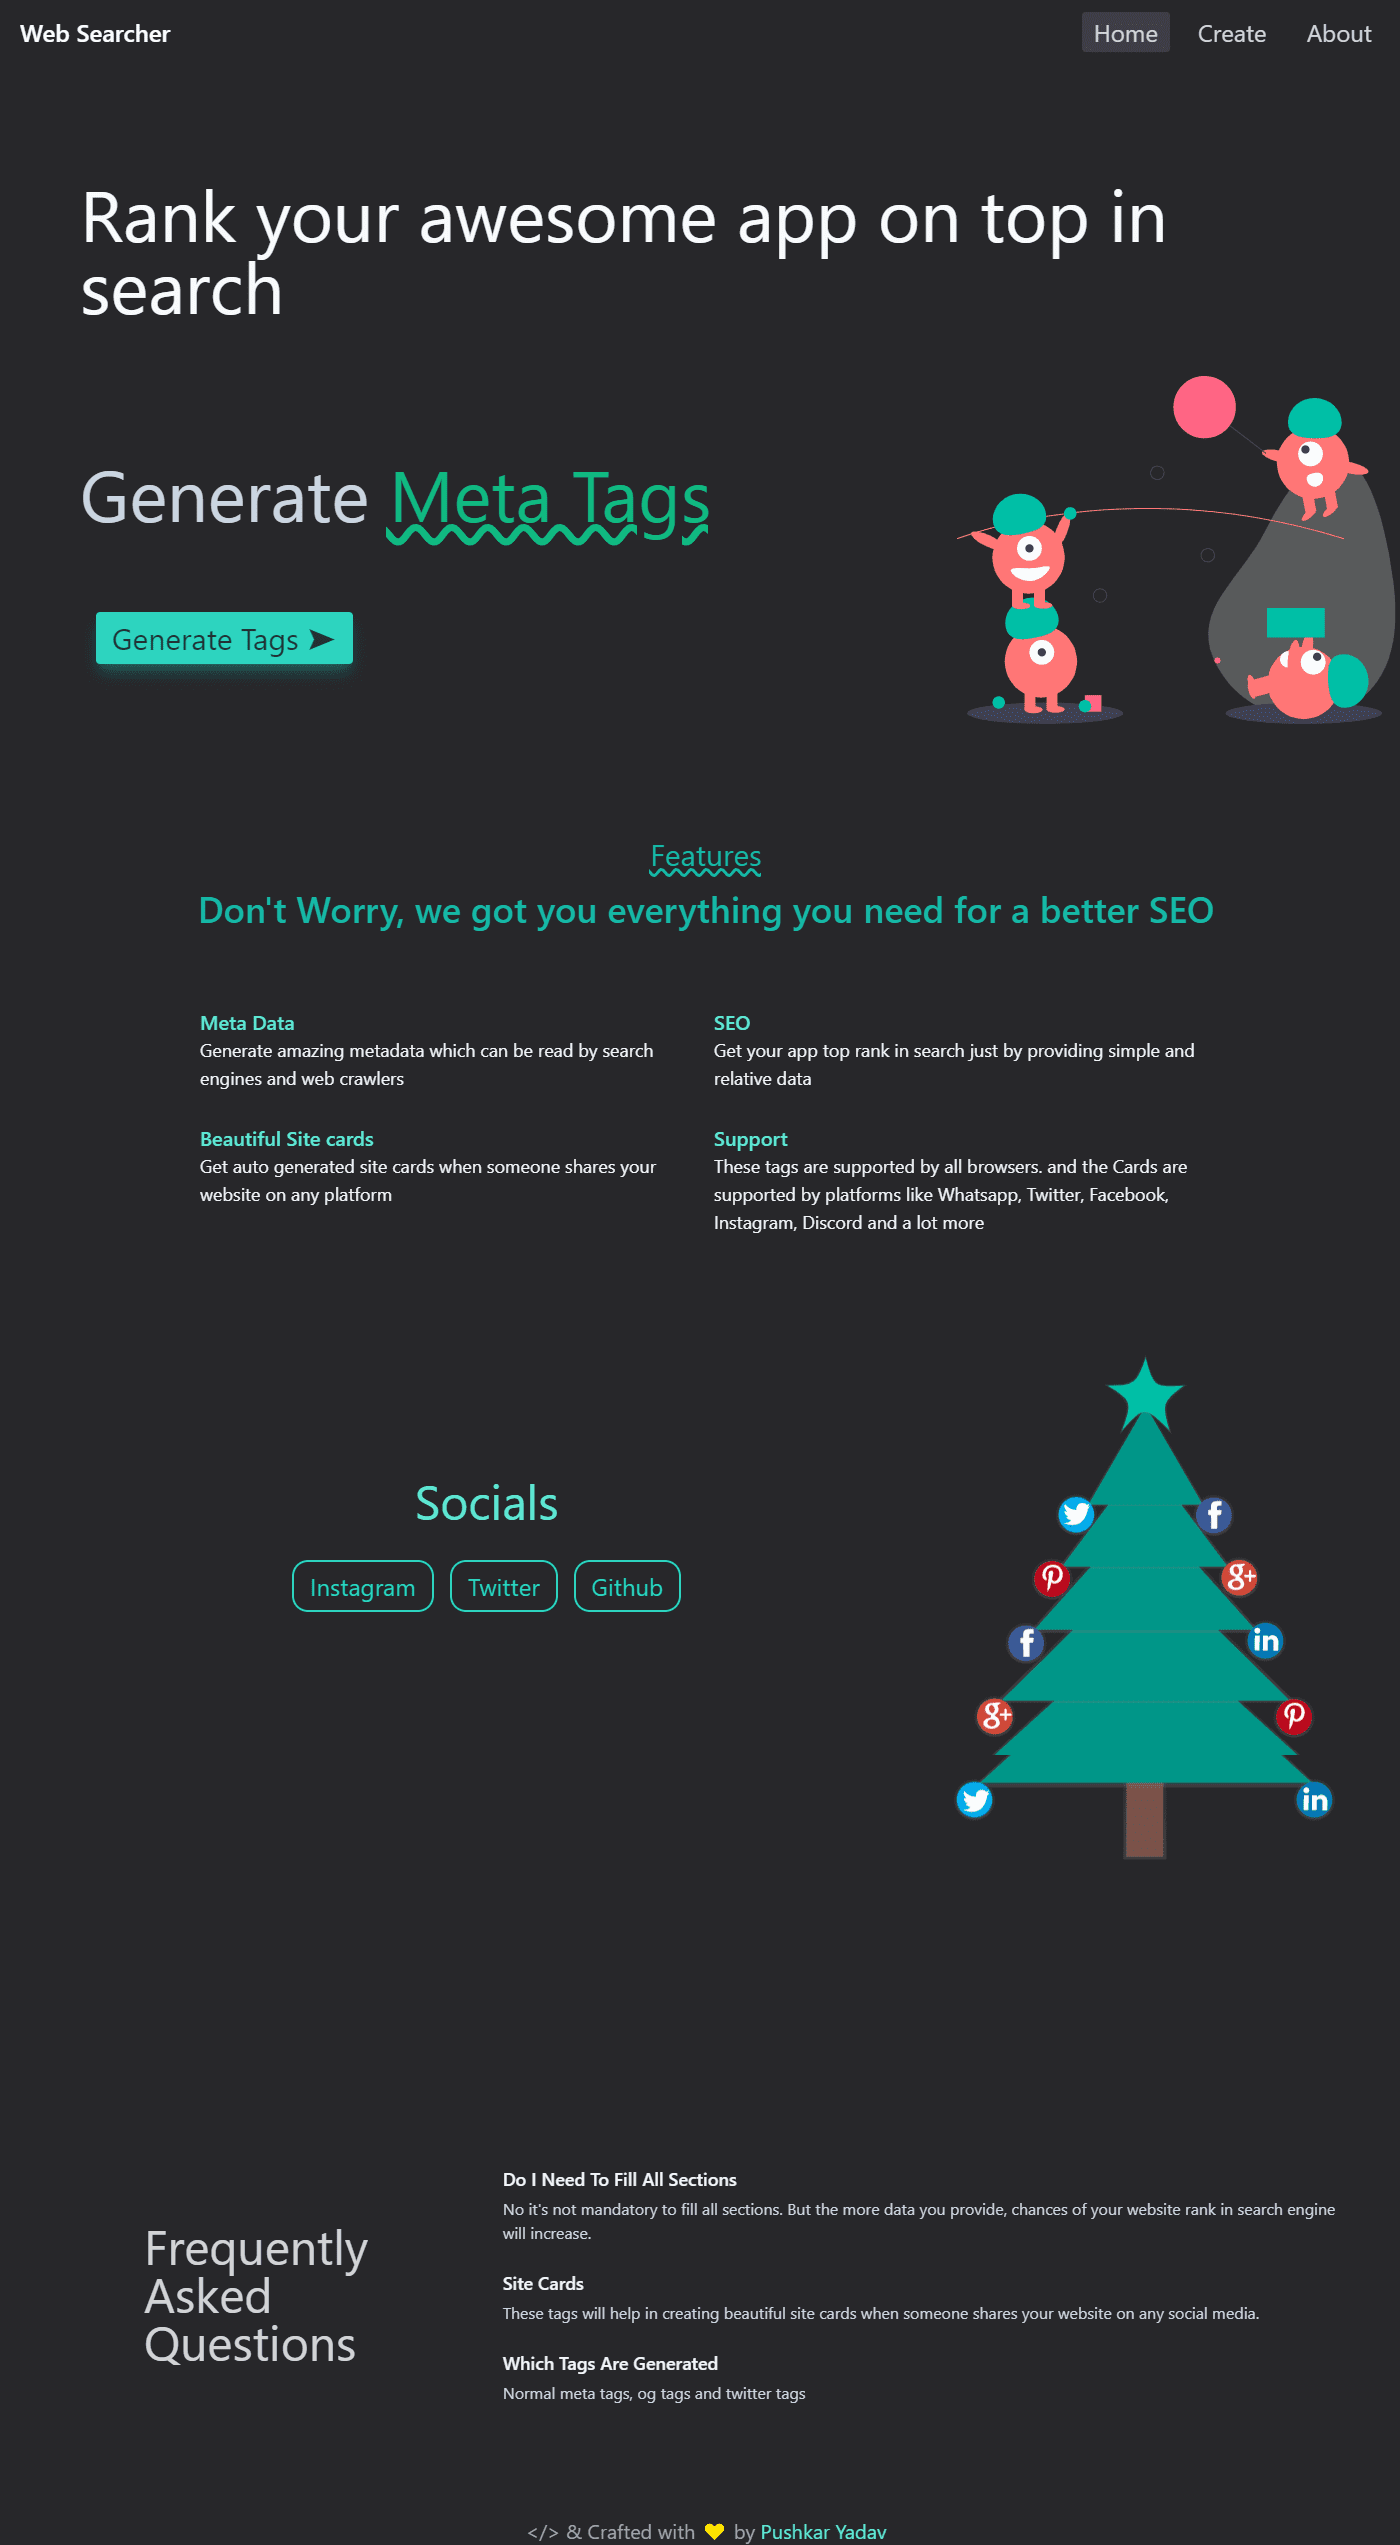 Web Searcher
Home Create About
Rank your awesome app on top in
search
Generate Meta Tags
Generate Tags ➤
Features
Don't Worry, we got you everything you need for a better SEO
Meta Data
Generate amazing metadata which can be read by search
engines and web crawlers
SEO
Get your app top rank in search just by providing simple and
relative data
Beautiful Site cards
Get auto generated site cards when someone shares your
website on any platform
Support
These tags are supported by all browsers. and the Cards are
supported by platforms like Whatsapp, Twitter, Facebook,
Instagram, Discord and a lot more
Socials
Instagram Twitter Github
f
g+
f
in
g+
in
Frequently
Asked
Questions
Do I Need To Fill All Sections
No it's not mandatory to fill all sections. But the more data you provide, chances of your website rank in search engine
will increase.
Site Cards
These tags will help in creating beautiful site cards when someone shares your website on any social media.
Which Tags Are Generated
Normal meta tags, og tags and twitter tags
</> & Crafted with 💛 by Pushkar Yadav